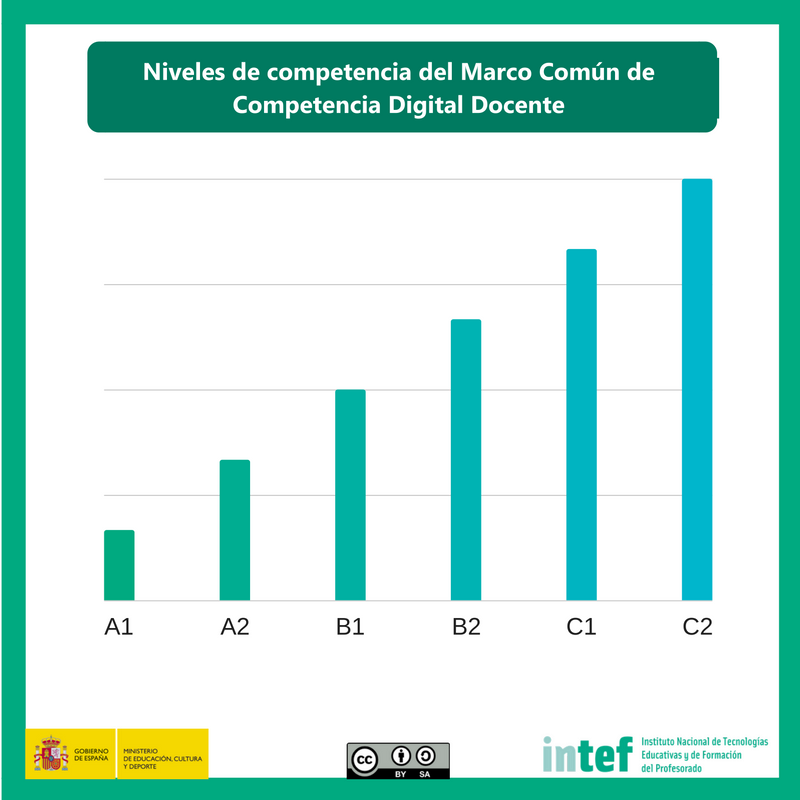 Niveles de competencia del Marco Común de
Competencia Digital Docente
A1 A2 B1 B2 C1 C2
GOBIERNO
DE ESPAÑA
MINISTERIO
DE EDUCACIÓN, CULTURA
Y DEPORTE
cc
BY SA
intef
Instituto Nacional de Tecnologías
Educativas y de Formación
del Profesorado